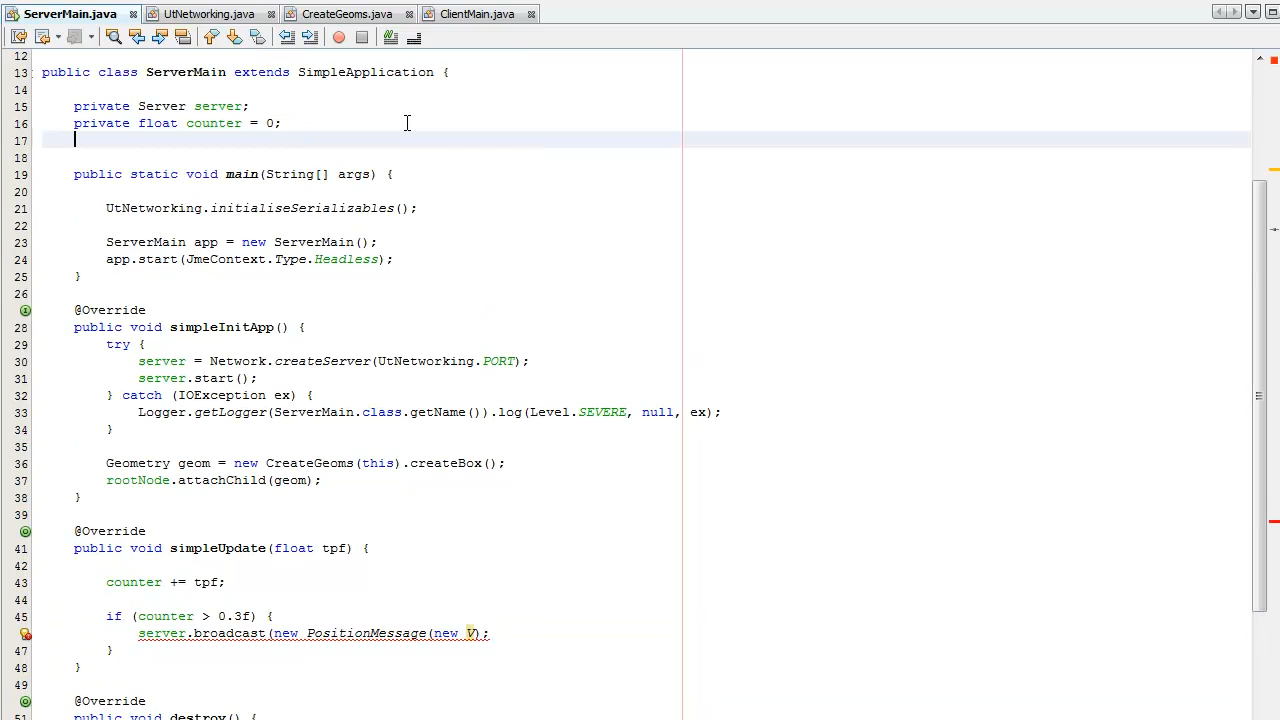 ServerMain.java UtNetworking.java CreateGeoms.java ClientMain.java
12
13 public class ServerMain extends SimpleApplication {
14
15 private Server server;
16 private float counter = 0;
17
18
19 public static void main(String[] args) {
20
21 UtNetworking.initialiseSerializables();
22
23 ServerMain app = new ServerMain();
24 app.start(JmeContext.Type.Headless);
25 }
26
@Override
28 public void simpleInitApp() {
29 try {
30 server = Network.createServer(UtNetworking.PORT);
31 server.start();
32 } catch (IOException ex) {
33 Logger.getLogger(ServerMain.class.getName()).log(Level.SEVERE, null, ex);
34 }
35
36 Geometry geom = new CreateGeoms(this).createBox();
37 rootNode.attachChild(geom);
38 }
39
@Override
41 public void simpleUpdate(float tpf) {
42
43 counter += tpf;
44
45 if (counter > 0.3f) {
server.broadcast(new PositionMessage(new V);
47 }
48 }
49
@Override
51 public void destroy() {